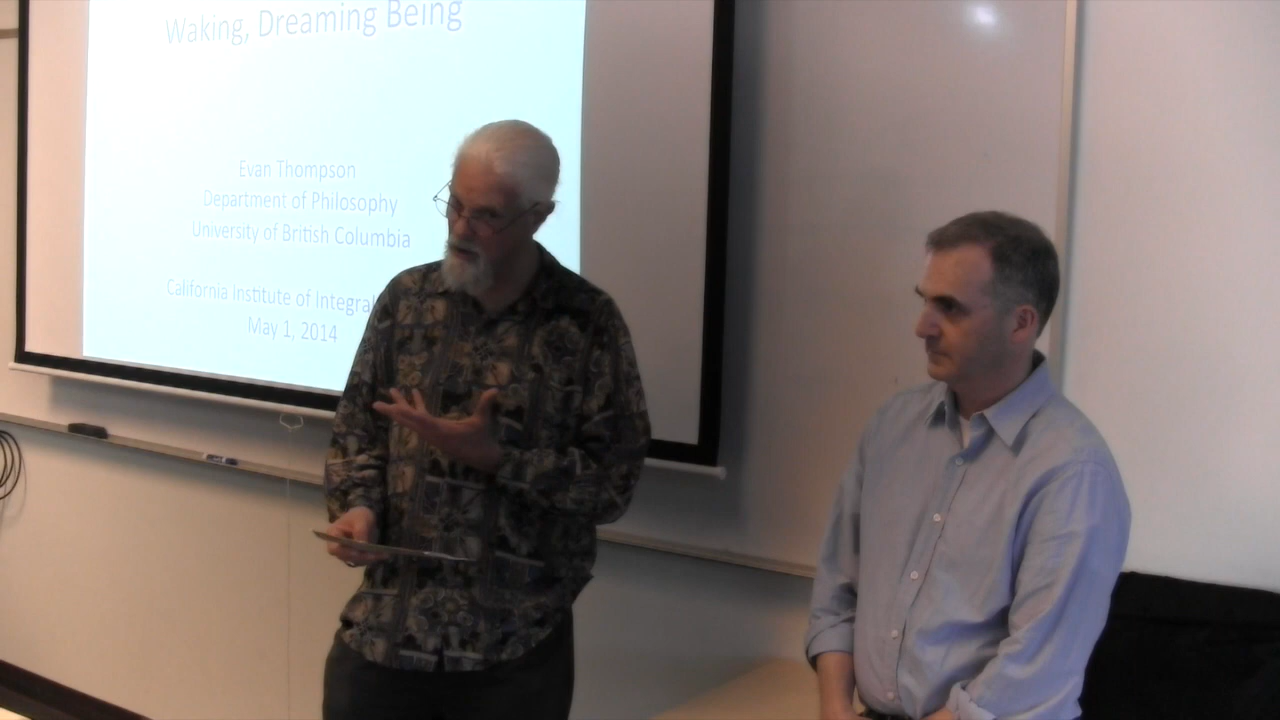 Waking, Dreaming Being
Evan Thompson
Department of Philosophy
University of British Columbia
California Institute of Integral
May 1, 2014